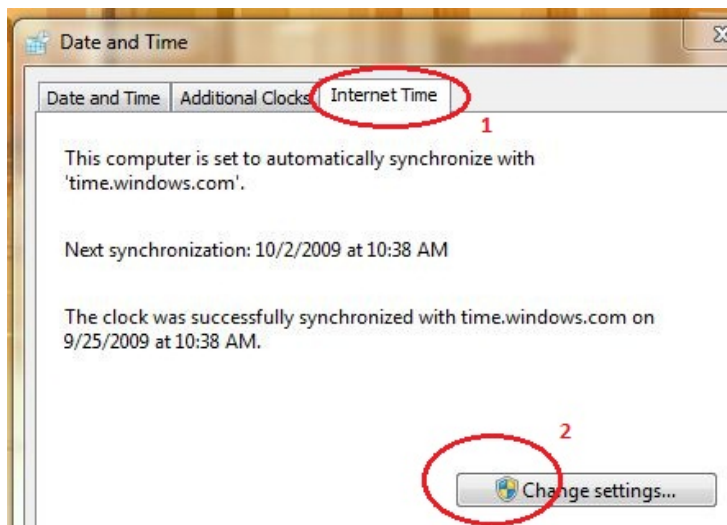 Date and Time
Date and Time
Additional Clocks
Internet Time
1
This computer is set to automatically synchronize with
'time.windows.com'.
Next synchronization: 10/2/2009 at 10:38 AM
The clock was successfully synchronized with time.windows.com on
9/25/2009 at 10:38 AM.
2
Change settings...